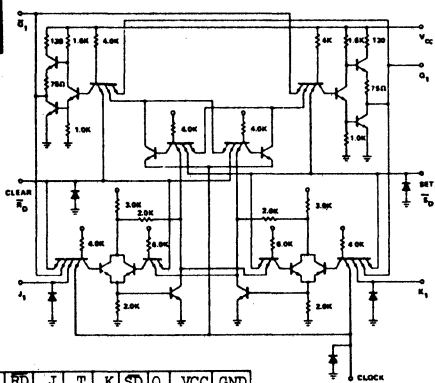 Q̅1
130
1.6K
4.0K
4K
1.6K
130
VCC
75Ω
75Ω
Q1
1.0K
4.0K
4.0K
1.0K
CLEAR
R̅D
SET
S̅D
3.0K
2.0K
2.0K
3.0K
4.0K
6.0K
6.0K
4.0K
J1
K1
2.0K
2.0K
CLOCK
RD J T K SD Q VCC GND